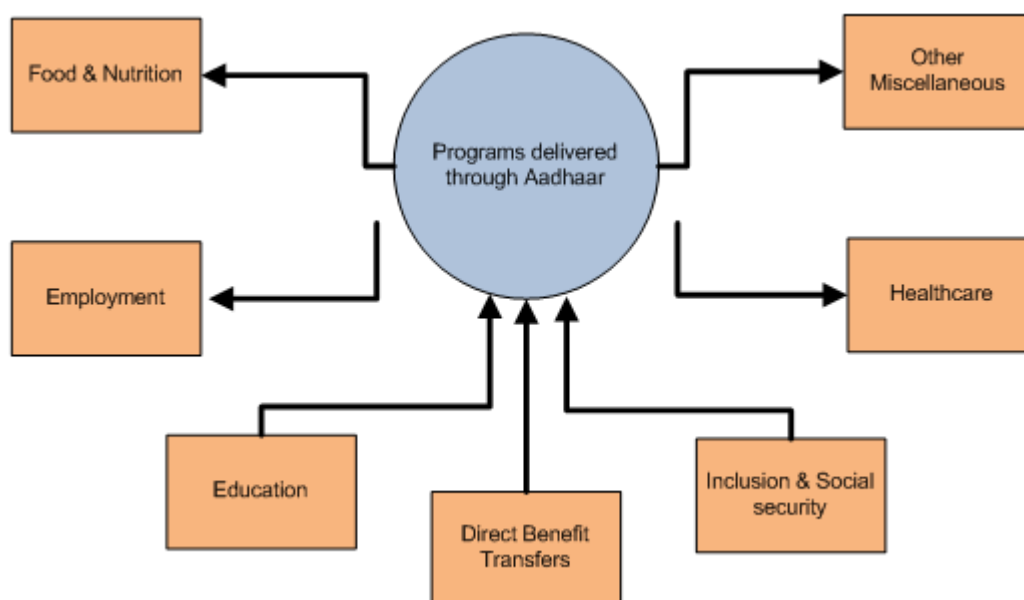 Food & Nutrition
Programs delivered
through Aadhaar
Other
Miscellaneous
Employment
Healthcare
Education
Direct Benefit
Transfers
Inclusion & Social
security